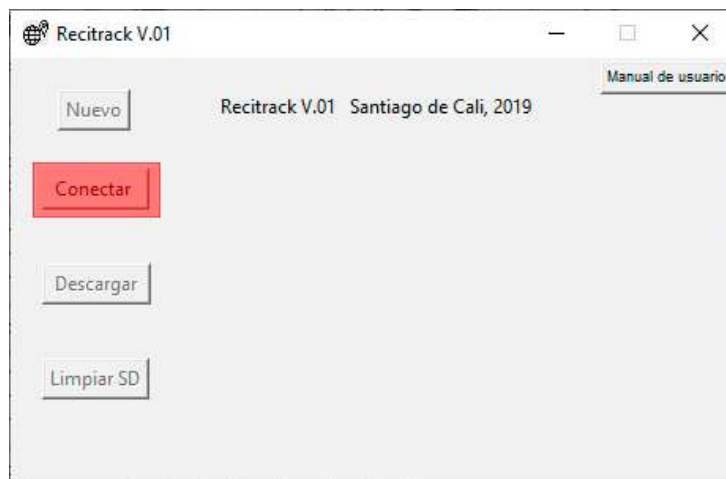 Recitrack V.01
Manual de usuario
Nuevo
Recitrack V.01 Santiago de Cali, 2019
Conectar
Descargar
Limpiar SD